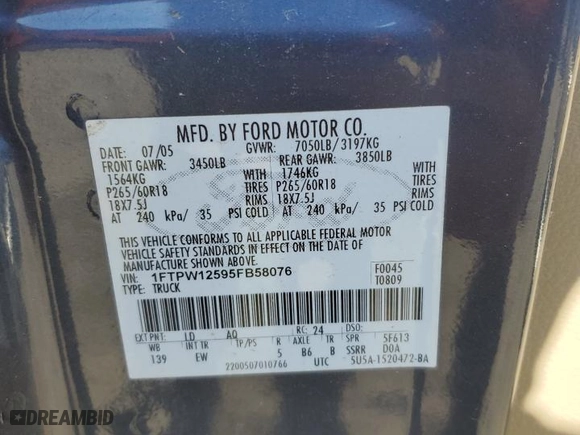 MFD. BY FORD MOTOR CO.
DATE: 07/05 GVWR: 7050LB/3197KG
FRONT GAWR: 3450LB REAR GAWR: 3850LB
1564KG WITH 1746KG WITH
P265/60R18 TIRES P265/60R18 TIRES
18X7.5J RIMS 18X7.5J RIMS
AT 240 kPa/ 35 PSI COLD AT 240 kPa/ 35 PSI COLD
THIS VEHICLE CONFORMS TO ALL APPLICABLE FEDERAL MOTOR
VEHICLE SAFETY STANDARDS IN EFFECT ON THE DATE OF
MANUFACTURE SHOWN ABOVE.
VEHICLE IDENTIFICATION NO.:
VIN: 1FTPW12595FB58076 F0045
TYPE: TRUCK T0809
EXT PNT: LD AQ RC: 24 DSO:
WB INT TR TP/PS R AXLE TR SPR 5F613
139 EW 5 B6 B SSRR DOA
2200507010766 UTC 5U5A-1520472-BA
Ford
DREAMBID